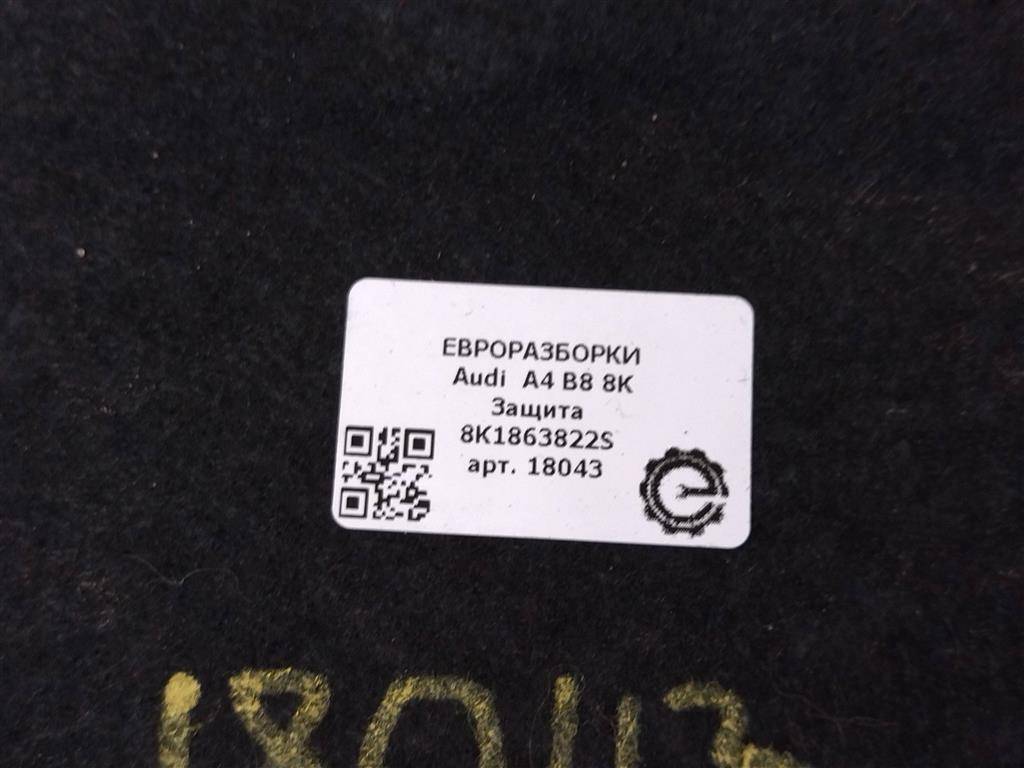 ЕВРОРАЗБОРКИ
Audi A4 B8 8K
Защита
8K1863822S
арт. 18043
18043